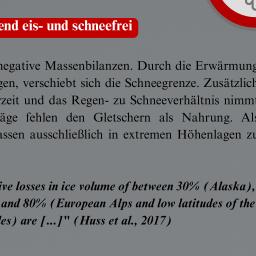 end eis- und schneefrei
negative Massenbilanzen. Durch die Erwärmung
gen, verschiebt sich die Schneegrenze. Zusätzlich
zeit und das Regen- zu Schneeverhältnis nimmt
äge fehlen den Gletschern als Nahrung. Als
assen ausschließlich in extremen Höhenlagen zu
ive losses in ice volume of between 30% (Alaska),
and 80% (European Alps and low latitudes of the
les) are [...]" (Huss et al., 2017)